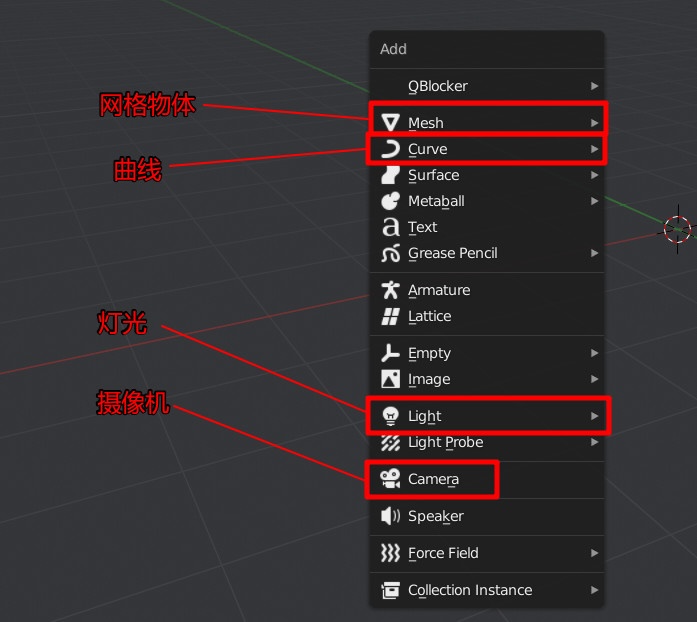 Add
QBlocker
网格物体
Mesh
曲线
Curve
Surface
Metaball
Text
Grease Pencil
Armature
灯光
Lattice
Empty
Image
摄像机
Light
Light Probe
Camera
Speaker
Force Field
Collection Instance